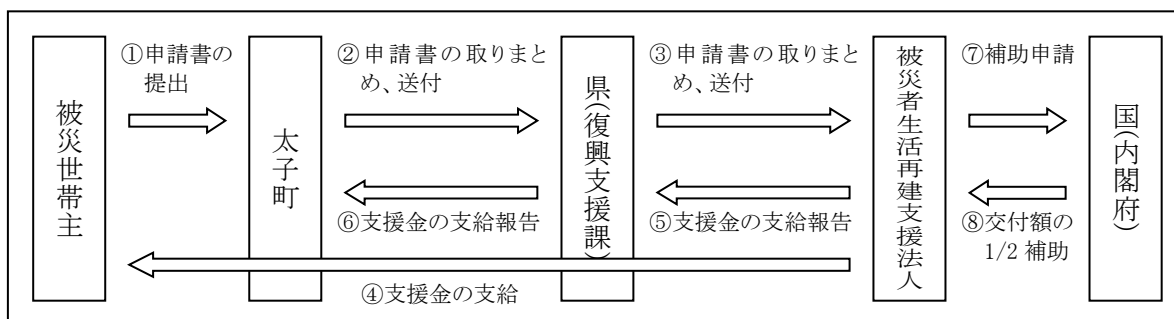 被災世帯主
①申請書の
提出
太子町
②申請書の取りまと
め、送付
⑥支援金の支給報告
県(復興支援課)
③申請書の取りまと
め、送付
⑤支援金の支給報告
④支援金の支給
被災者生活再建支援法人
⑦補助申請
⑧交付額の
1/2 補助
国(内閣府)